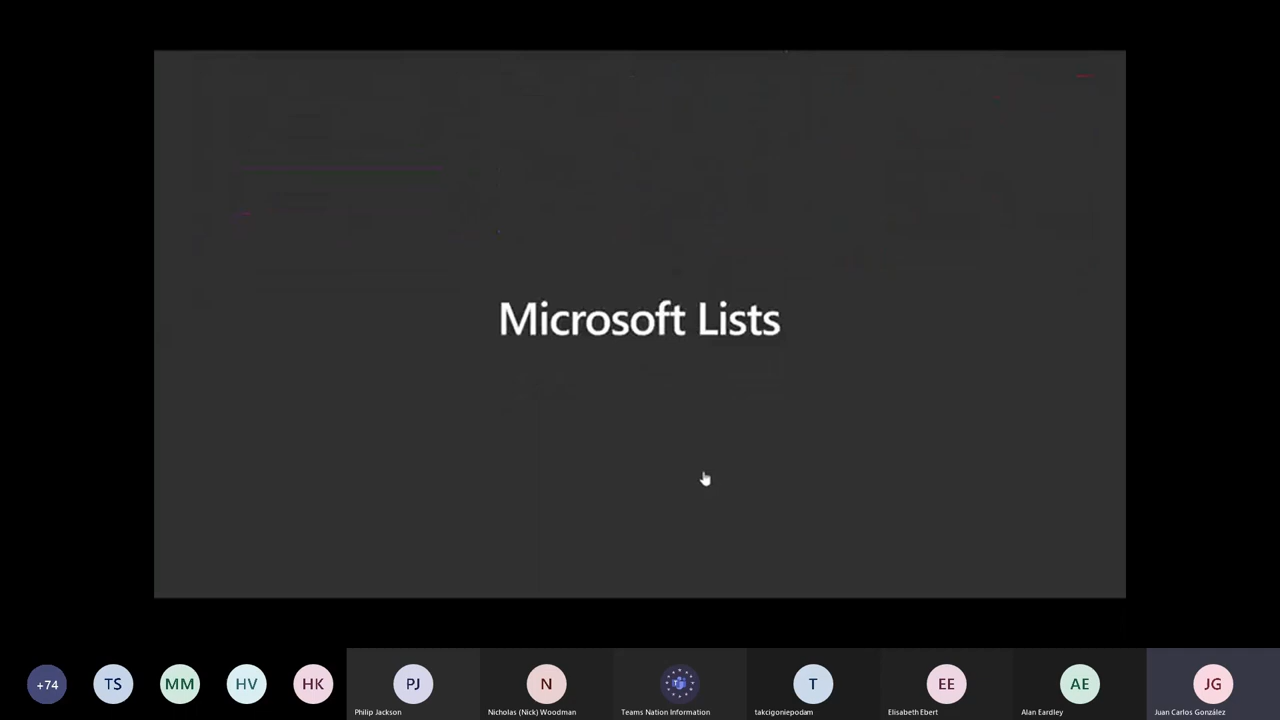 Microsoft Lists
+74
TS
MM
HV
HK
PJ
N
T
EE
AE
JG
Philip Jackson
Nicholas (Nick) Woodman
Teams Nation Information
takcigoniepodam
Elisabeth Ebert
Alan Eardley
Juan Carlos González